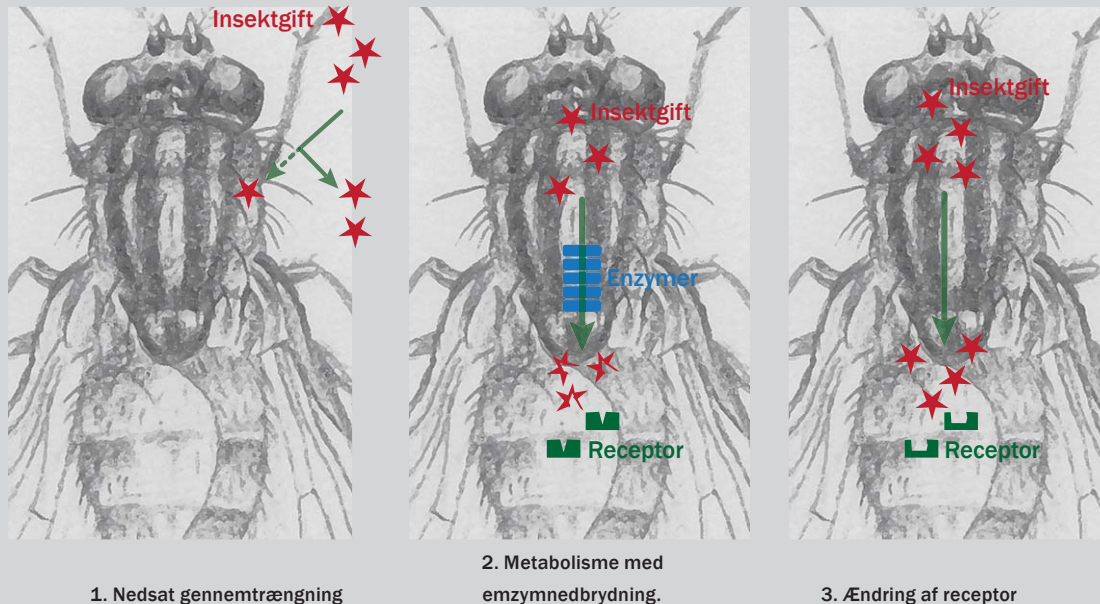 Insektgift
Insektgift
Enzymer
Receptor
Insektgift
Receptor
1. Nedsat gennemtrængning
2. Metabolisme med
emzymnedbrydning.
3. Ændring af receptor